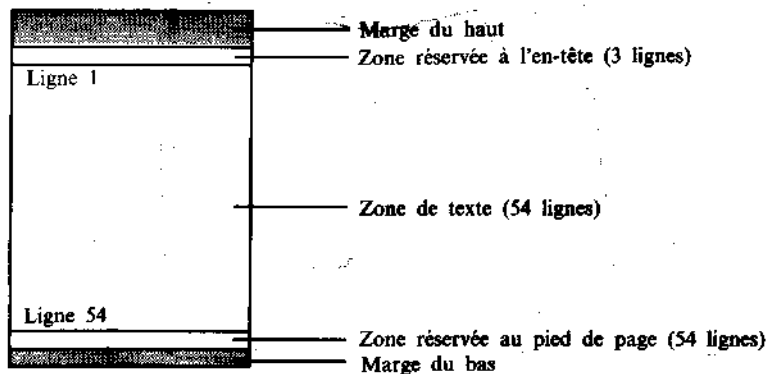 Marge du haut
Zone réservée à l'en-tête (3 lignes)
Ligne 1
Zone de texte (54 lignes)
Ligne 54
Zone réservée au pied de page (54 lignes)
Marge du bas